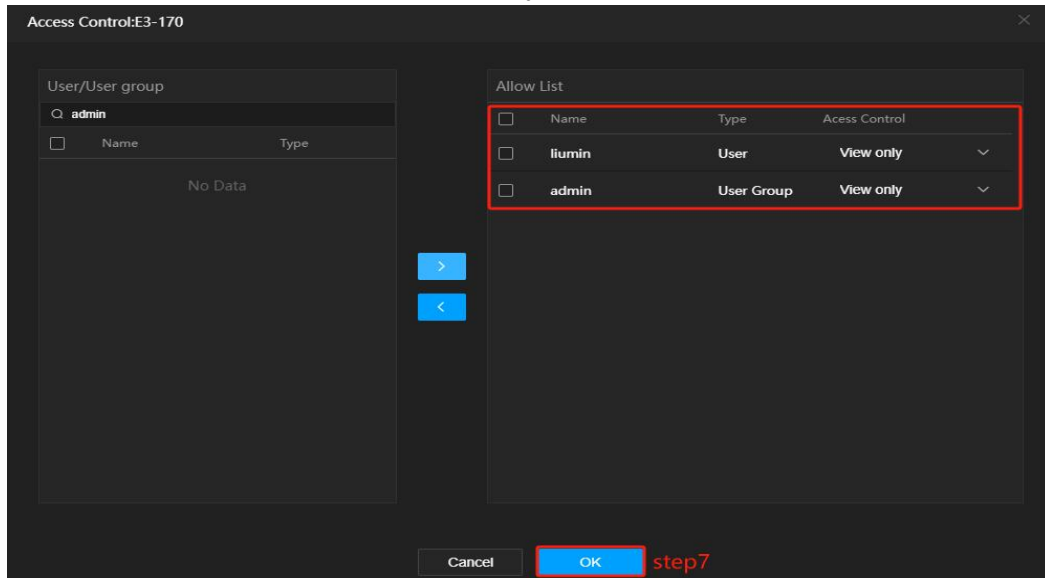 Access Control:E3-170
User/User group
admin
Name Type
No Data
Allow List
Name Type Acess Control
liumin User View only
admin User Group View only
Cancel OK step7